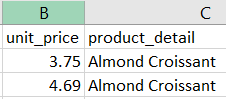 B C
unit_price product_detail
3.75 Almond Croissant
4.69 Almond Croissant